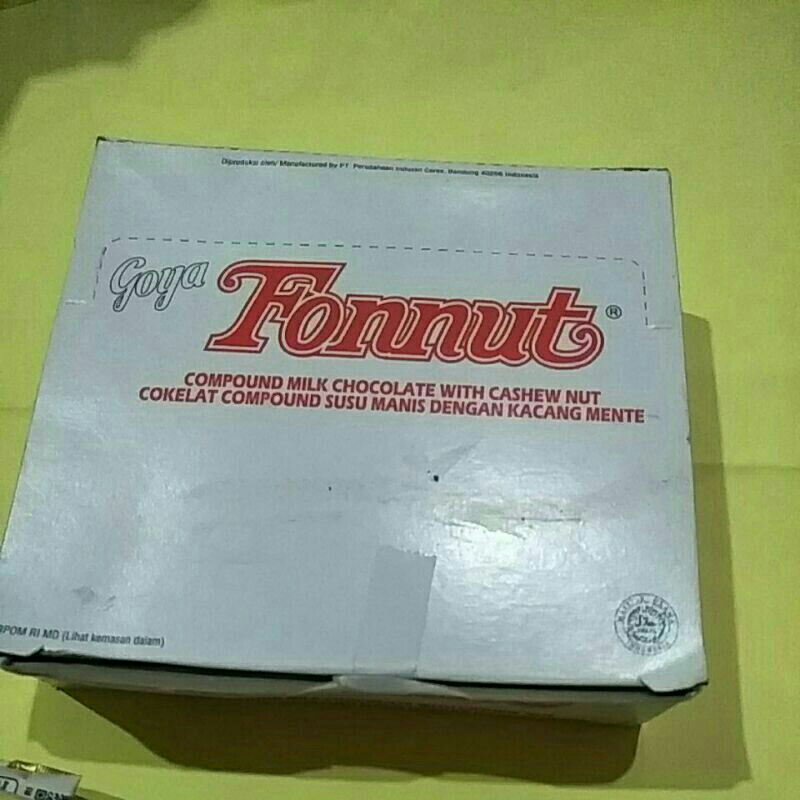 Diproduksi oleh/ Manufactured by PT. Perusahaan Industri Ceres, Bandung 40256 Indonesia
Goya Fonnut ®
COMPOUND MILK CHOCOLATE WITH CASHEW NUT
COKELAT COMPOUND SUSU MANIS DENGAN KACANG MENTE
BPOM RI MD (Lihat kemasan dalam)